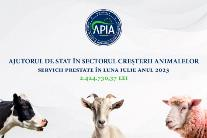 APIA
AJUTORUL DE STAT ÎN SECTORUL CREȘTERII ANIMALELOR
SERVICII PRESTATE ÎN LUNA IULIE ANUL 2023
2.424.730,37 LEI